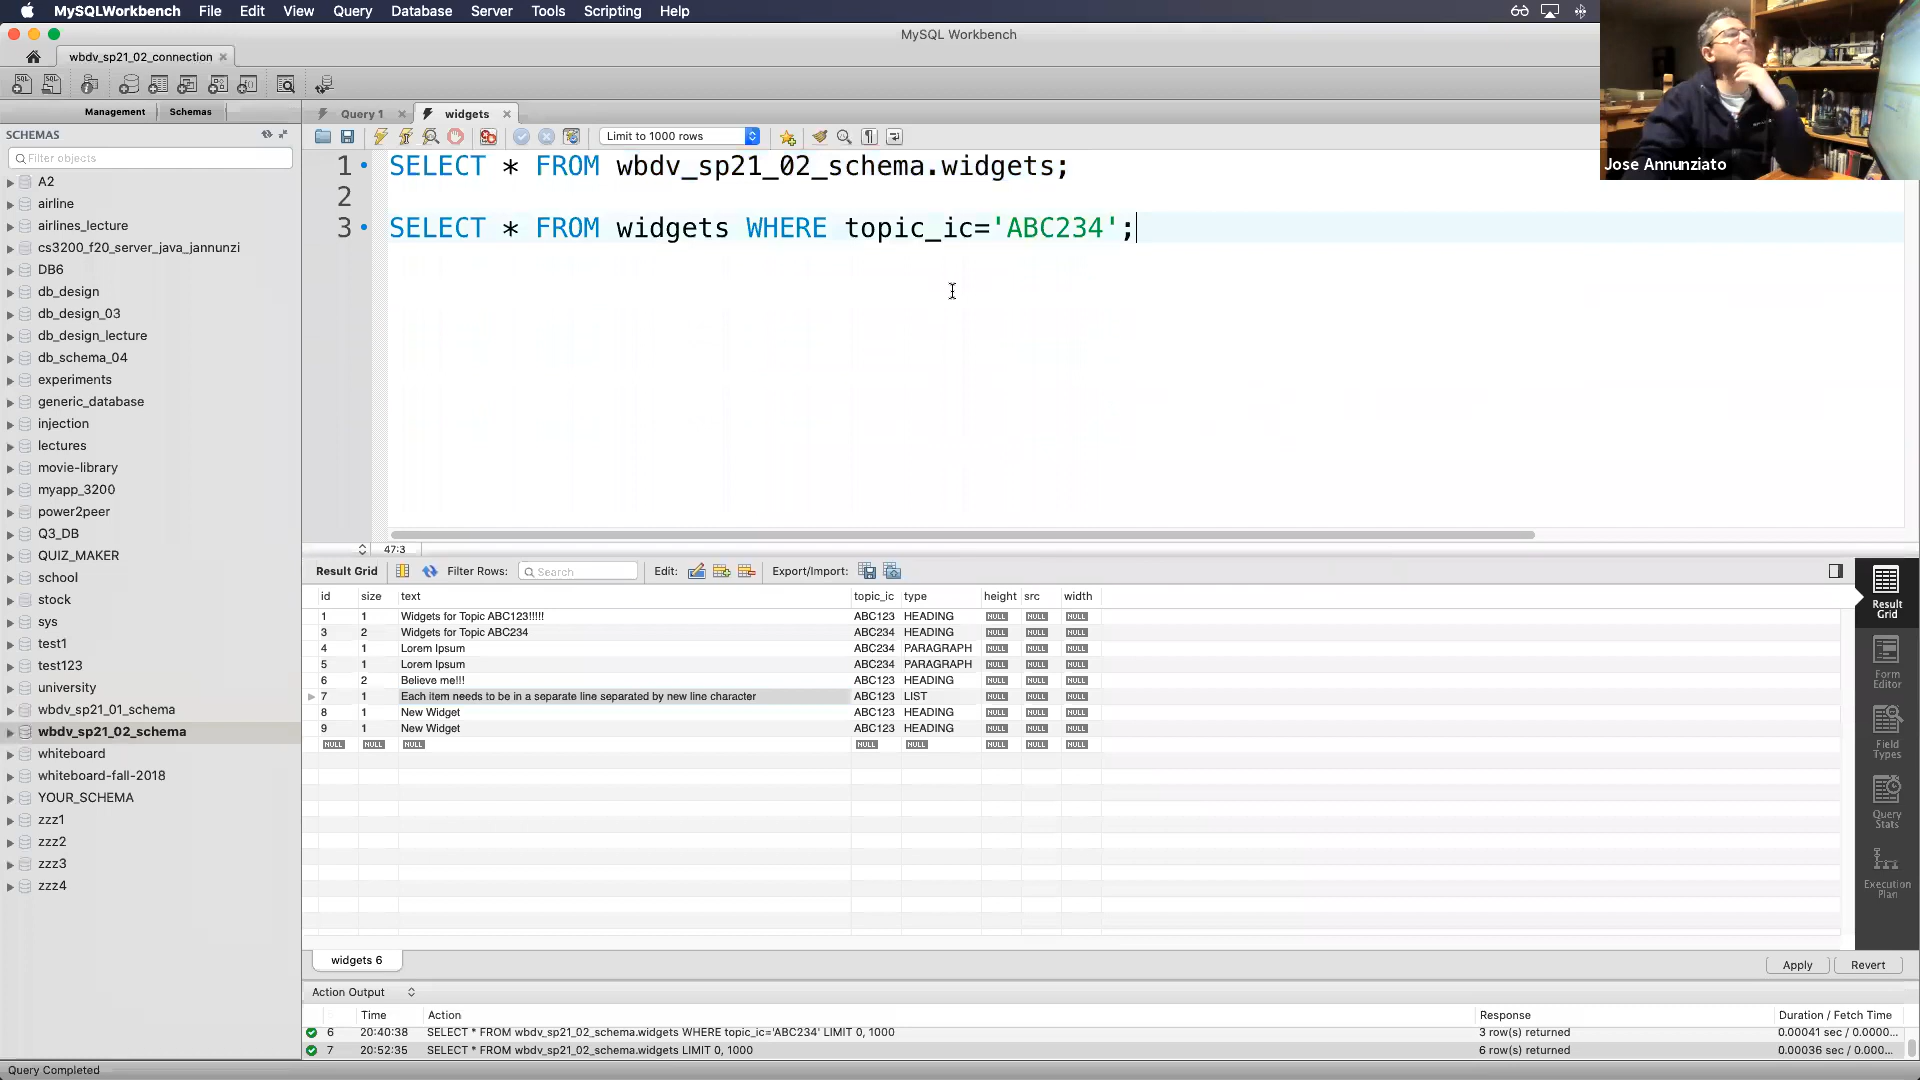 MySQLWorkbench File Edit View Query Database Server Tools Scripting Help
MySQL Workbench
wbdv_sp21_02_connection
Management Schemas
Query 1 widgets
SCHEMAS
Filter objects
Limit to 1000 rows
Jose Annunziato
A2
airline
airlines_lecture
cs3200_f20_server_java_jannunzi
DB6
db_design
db_design_03
db_design_lecture
db_schema_04
experiments
generic_database
injection
lectures
movie-library
myapp_3200
power2peer
Q3_DB
QUIZ_MAKER
school
stock
sys
test1
test123
university
wbdv_sp21_01_schema
wbdv_sp21_02_schema
whiteboard
whiteboard-fall-2018
YOUR_SCHEMA
zzz1
zzz2
zzz3
zzz4
1 SELECT * FROM wbdv_sp21_02_schema.widgets;
2
3 SELECT * FROM widgets WHERE topic_ic='ABC234';
47:3
Result Grid Filter Rows: Search Edit: Export/Import:
id size text topic_ic type height src width
1 1 Widgets for Topic ABC123!!!!! ABC123 HEADING NULL NULL NULL
3 2 Widgets for Topic ABC234 ABC234 HEADING NULL NULL NULL
4 1 Lorem Ipsum ABC234 PARAGRAPH NULL NULL NULL
5 1 Lorem Ipsum ABC234 PARAGRAPH NULL NULL NULL
6 2 Believe me!!! ABC123 HEADING NULL NULL NULL
7 1 Each item needs to be in a separate line separated by new line character ABC123 LIST NULL NULL NULL
8 1 New Widget ABC123 HEADING NULL NULL NULL
9 1 New Widget ABC123 HEADING NULL NULL NULL
NULL NULL NULL NULL NULL NULL NULL NULL
Result
Grid
Form
Editor
Field
Types
Query
Stats
Execution
Plan
widgets 6
Apply Revert
Action Output
Time Action Response Duration / Fetch Time
6 20:40:38 SELECT * FROM wbdv_sp21_02_schema.widgets WHERE topic_ic='ABC234' LIMIT 0, 1000 3 row(s) returned 0.00041 sec / 0.0000...
7 20:52:35 SELECT * FROM wbdv_sp21_02_schema.widgets LIMIT 0, 1000 6 row(s) returned 0.00036 sec / 0.000...
Query Completed